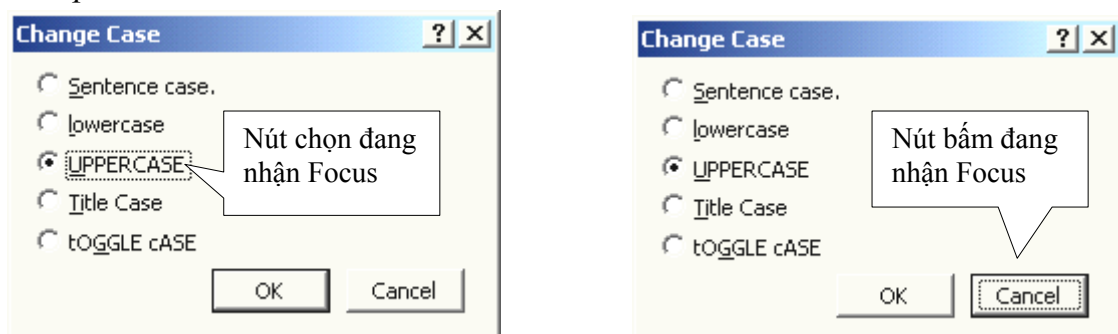 Change Case
Sentence case.
lowercase
UPPERCASE
Title Case
tOGGLE cASE
OK Cancel
Nút chọn đang
nhận Focus
Change Case
Sentence case.
lowercase
UPPERCASE
Title Case
tOGGLE cASE
OK Cancel
Nút bấm đang
nhận Focus